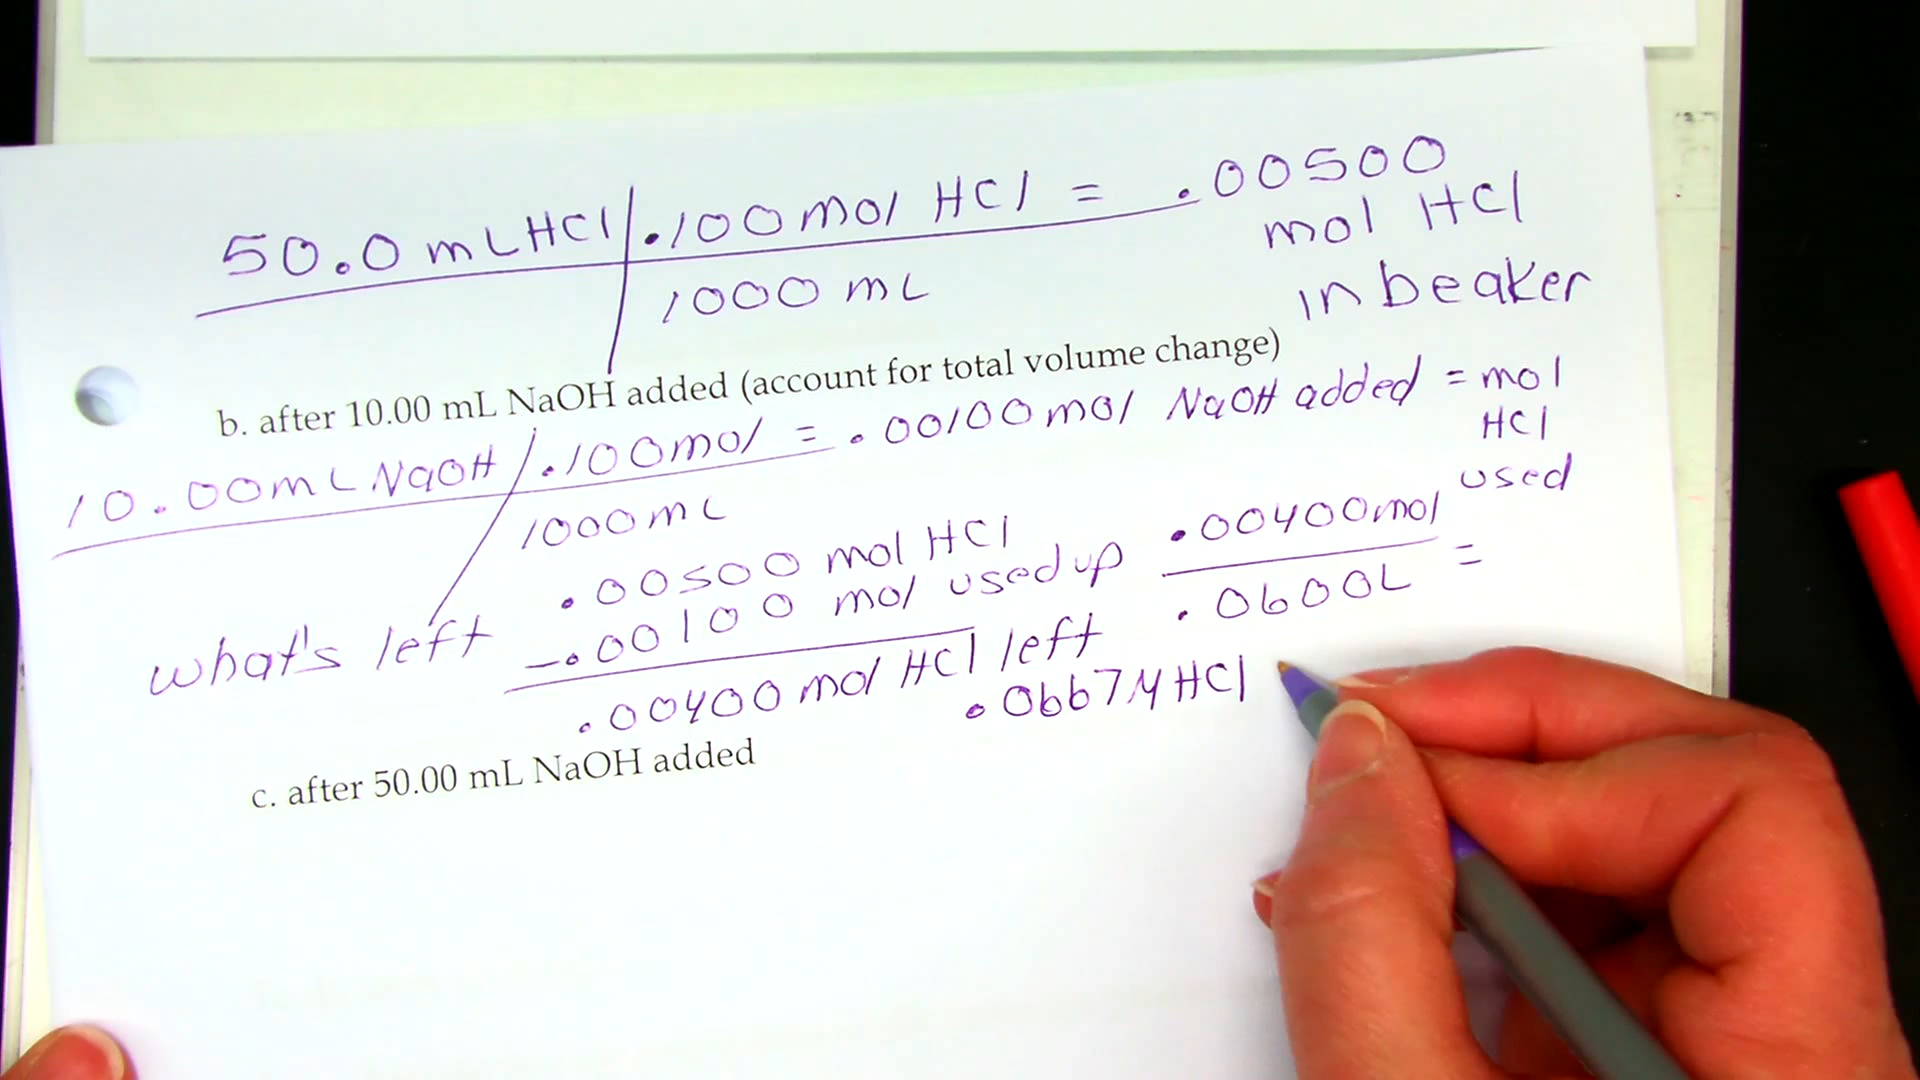 50.0 mL HCl | .100 mol HCl = .00500
1000 mL
mol HCl
in beaker
b. after 10.00 mL NaOH added (account for total volume change)
10.00 mL NaOH | .100 mol = .00100 mol NaOH added = mol
1000 mL
HCl
used
what's left
.00500 mol HCl
-.00100 mol used up
.00400 mol HCl left
.00400 mol
.0600L =
.0667 M HCl
c. after 50.00 mL NaOH added